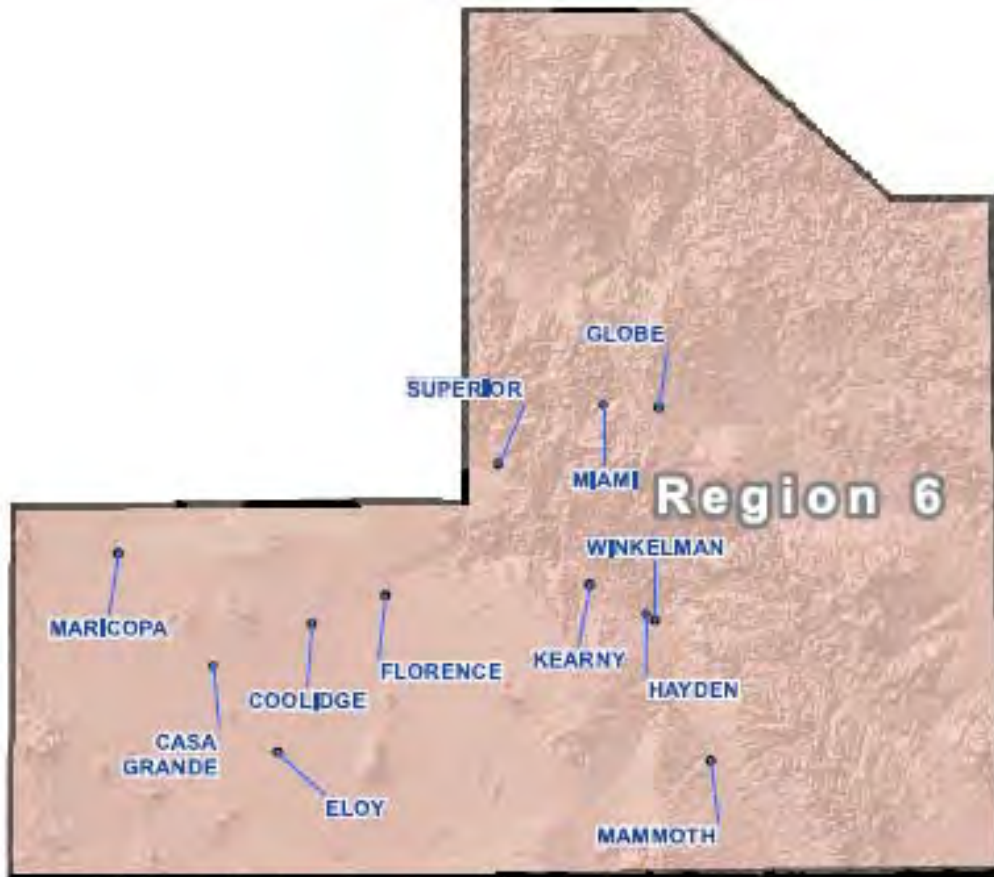 GLOBE
SUPERIOR
MIAMI
Region 6
WINKELMAN
MARICOPA
KEARNY
FLORENCE
HAYDEN
COOLIDGE
CASA
GRANDE
ELOY
MAMMOTH